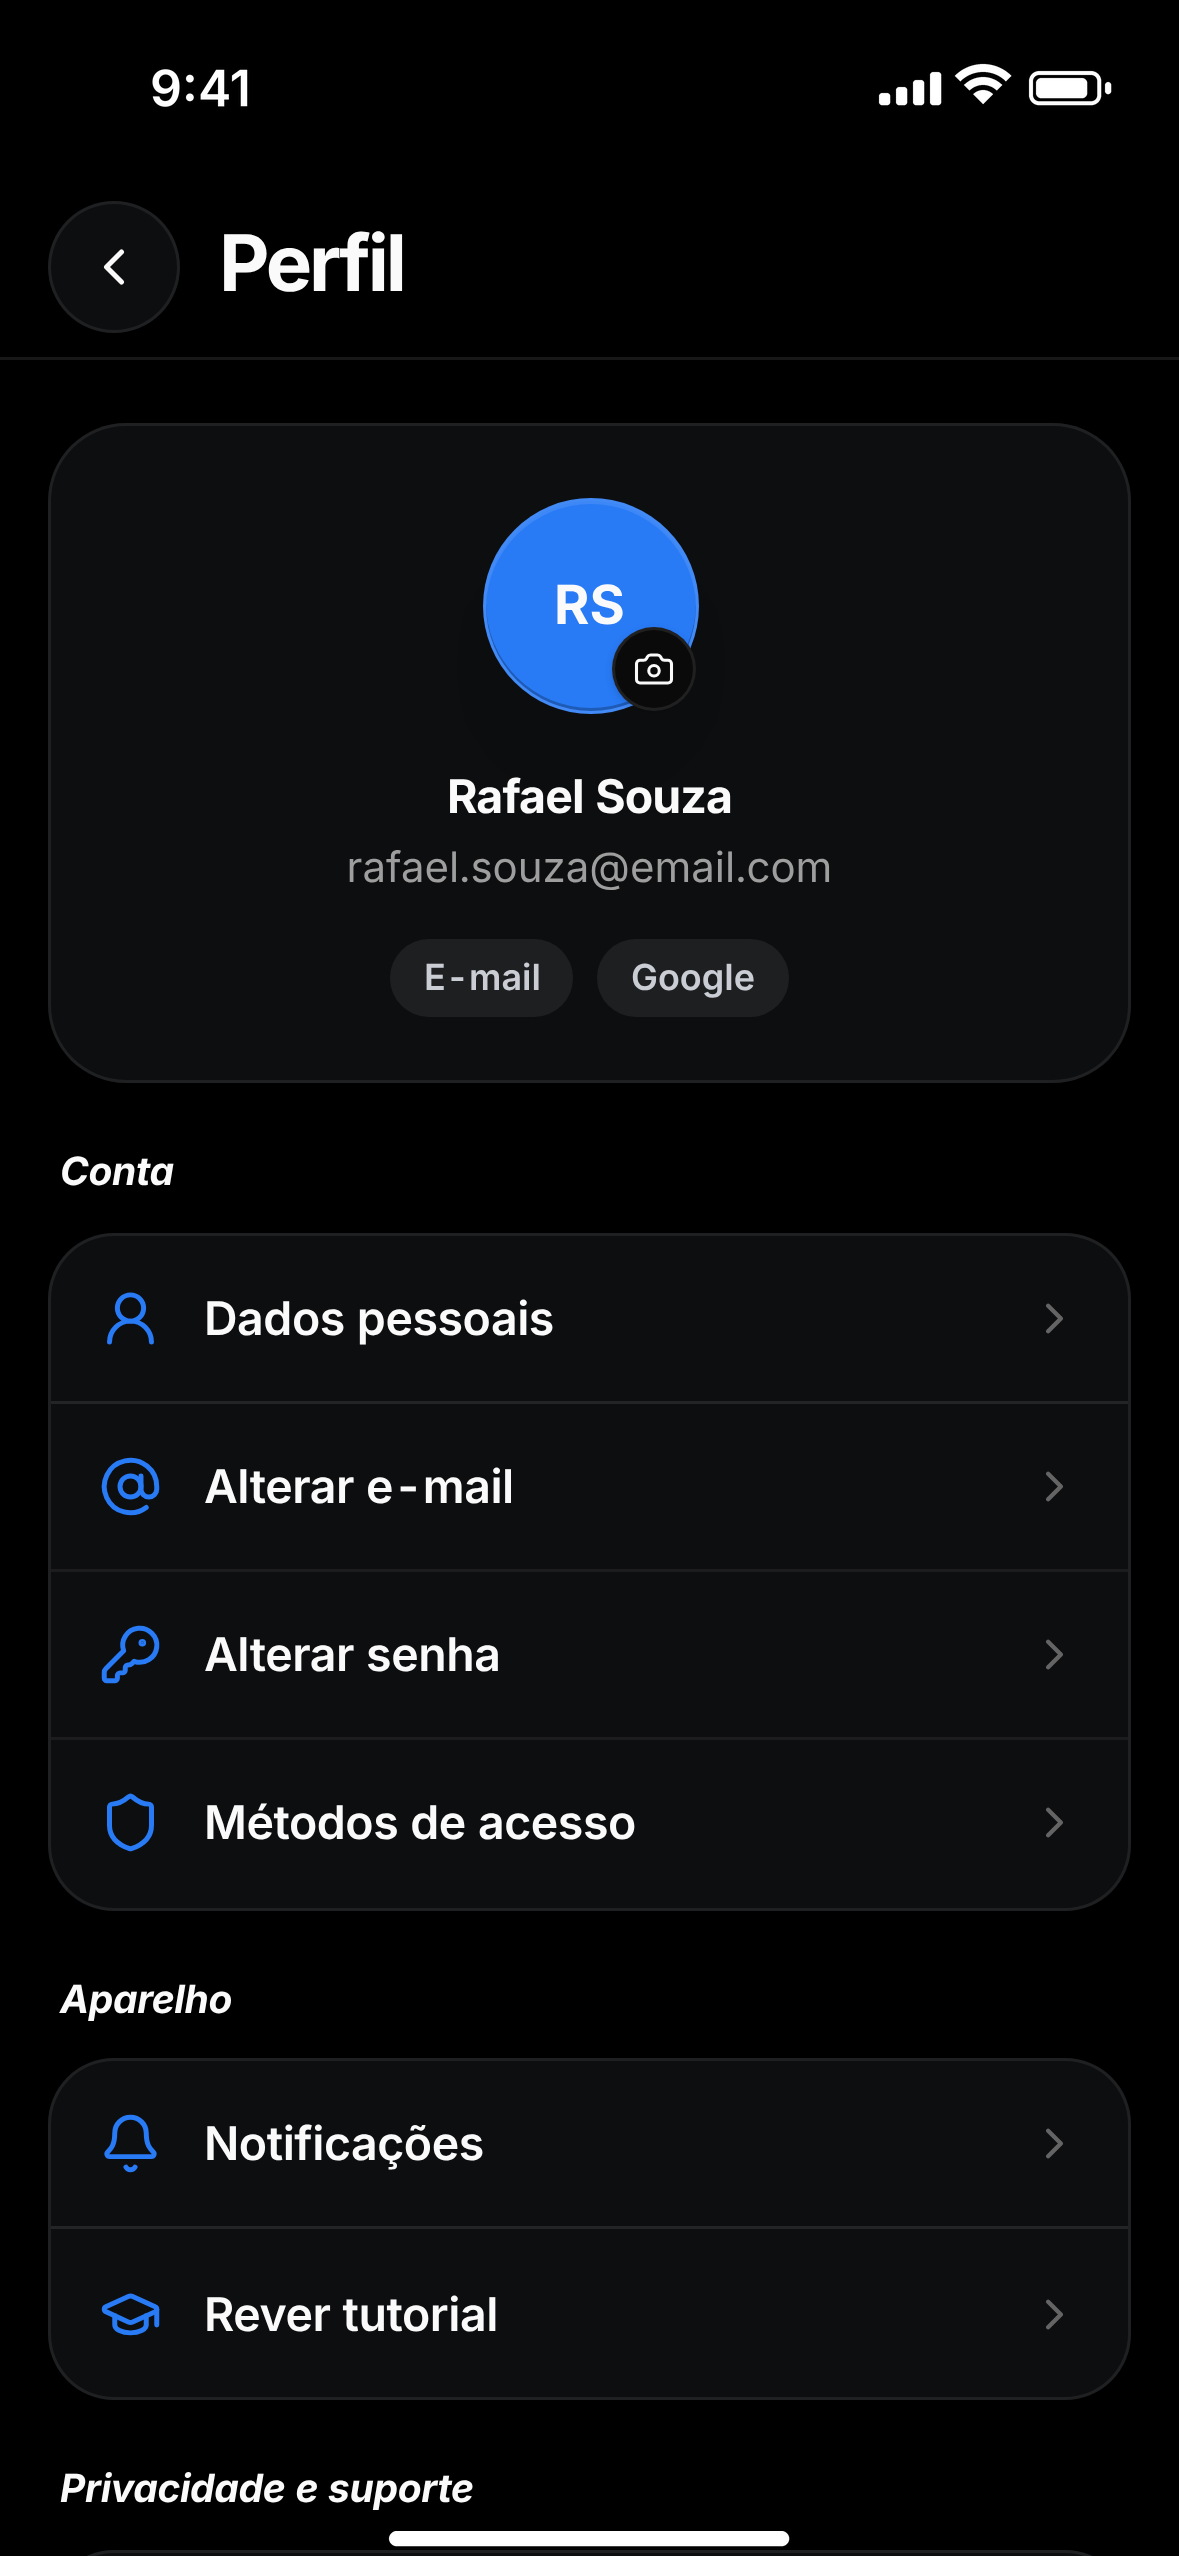 9:41
Perfil
RS
Rafael Souza
rafael.souza@email.com
E-mail
Google
Conta
Dados pessoais
Alterar e-mail
Alterar senha
Métodos de acesso
Aparelho
Notificações
Rever tutorial
Privacidade e suporte